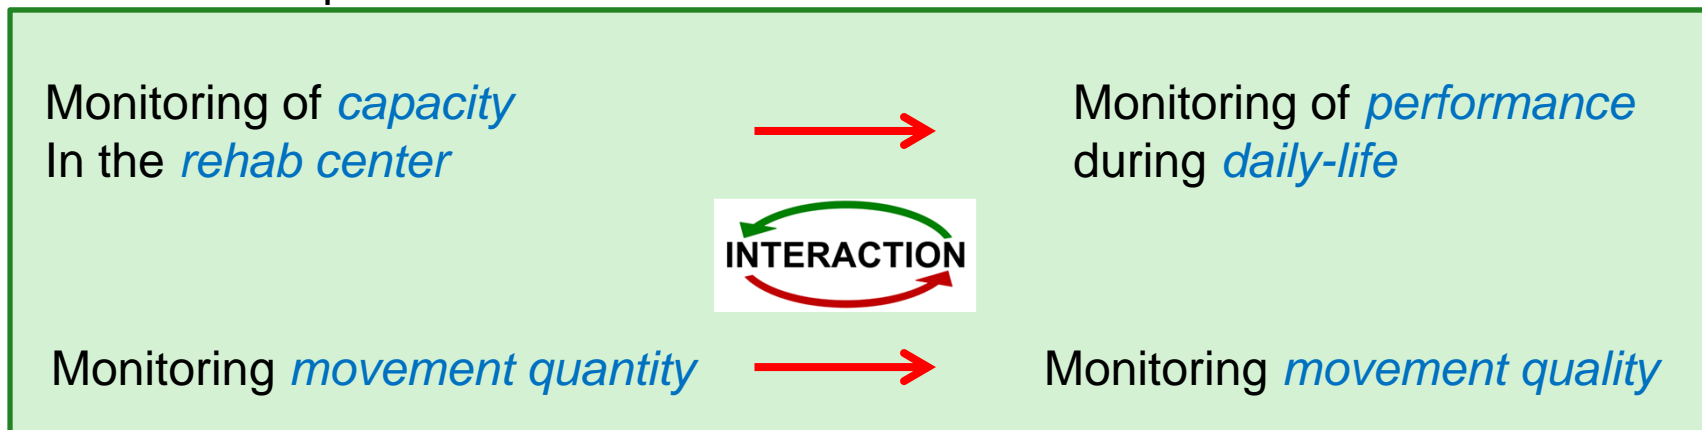 Monitoring of capacity
In the rehab center
Monitoring of performance
during daily-life
INTERACTION
Monitoring movement quantity
Monitoring movement quality